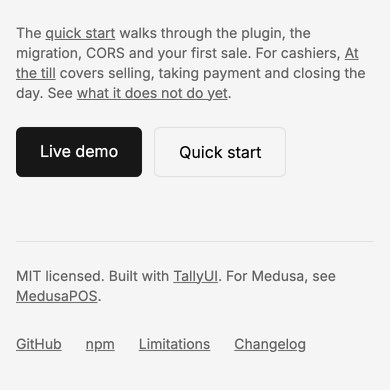 The quick start walks through the plugin, the
migration, CORS and your first sale. For cashiers, At
the till covers selling, taking payment and closing the
day. See what it does not do yet.
Live demo Quick start
MIT licensed. Built with TallyUI. For Medusa, see
MedusaPOS.
GitHub npm Limitations Changelog